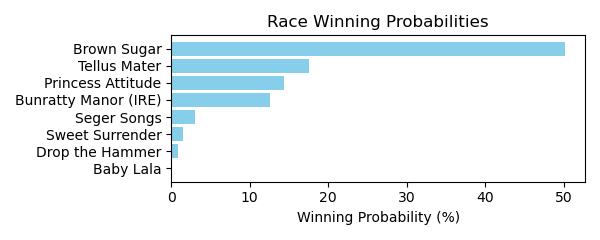 Race Winning Probabilities
Brown Sugar
Tellus Mater
Princess Attitude
Bunratty Manor (IRE)
Seger Songs
Sweet Surrender
Drop the Hammer
Baby Lala
0 10 20 30 40 50
Winning Probability (%)